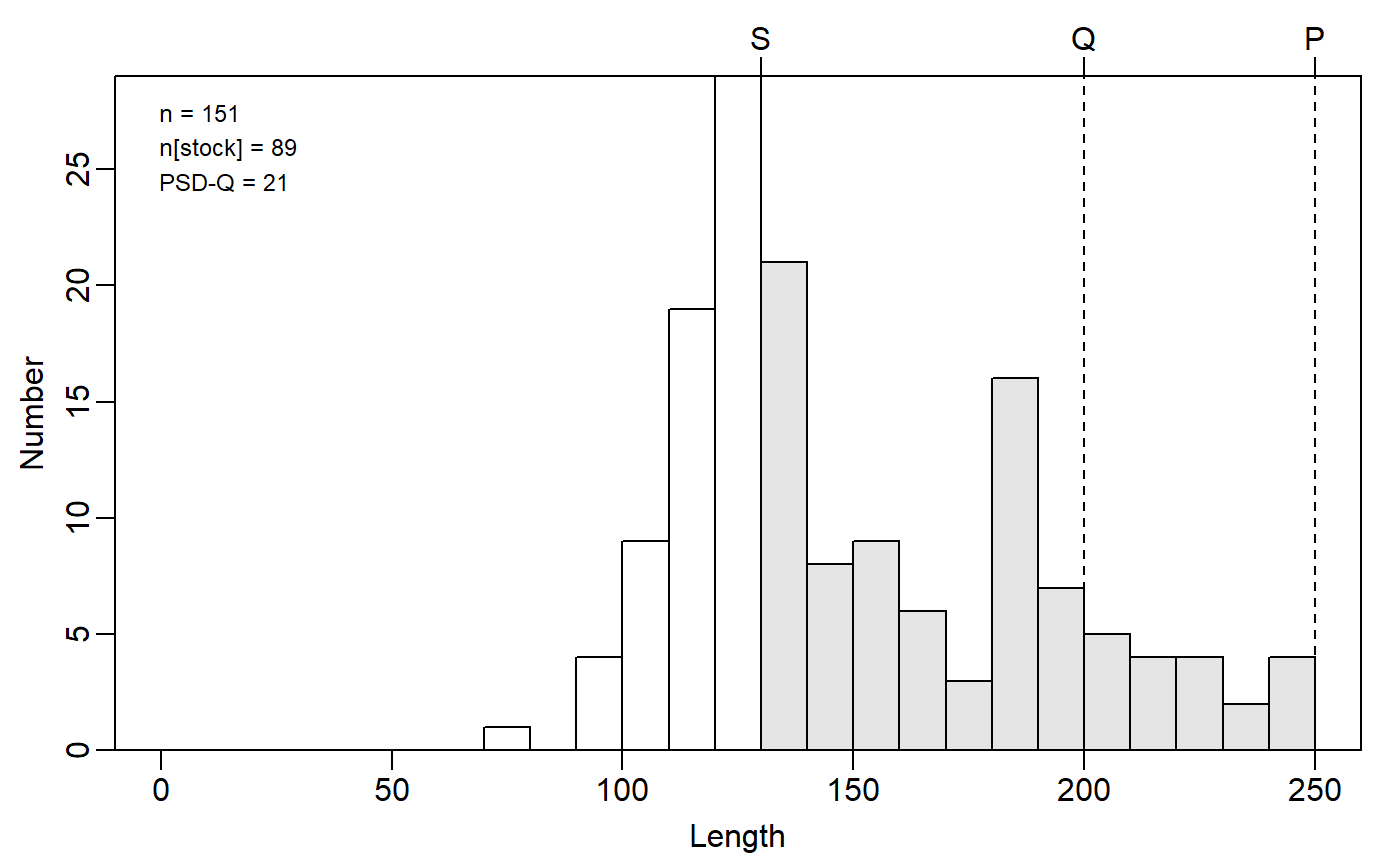 S Q P
n = 151
n[stock] = 89
PSD-Q = 21
25
20
15
10
5
0
Number
0 50 100 150 200 250
Length